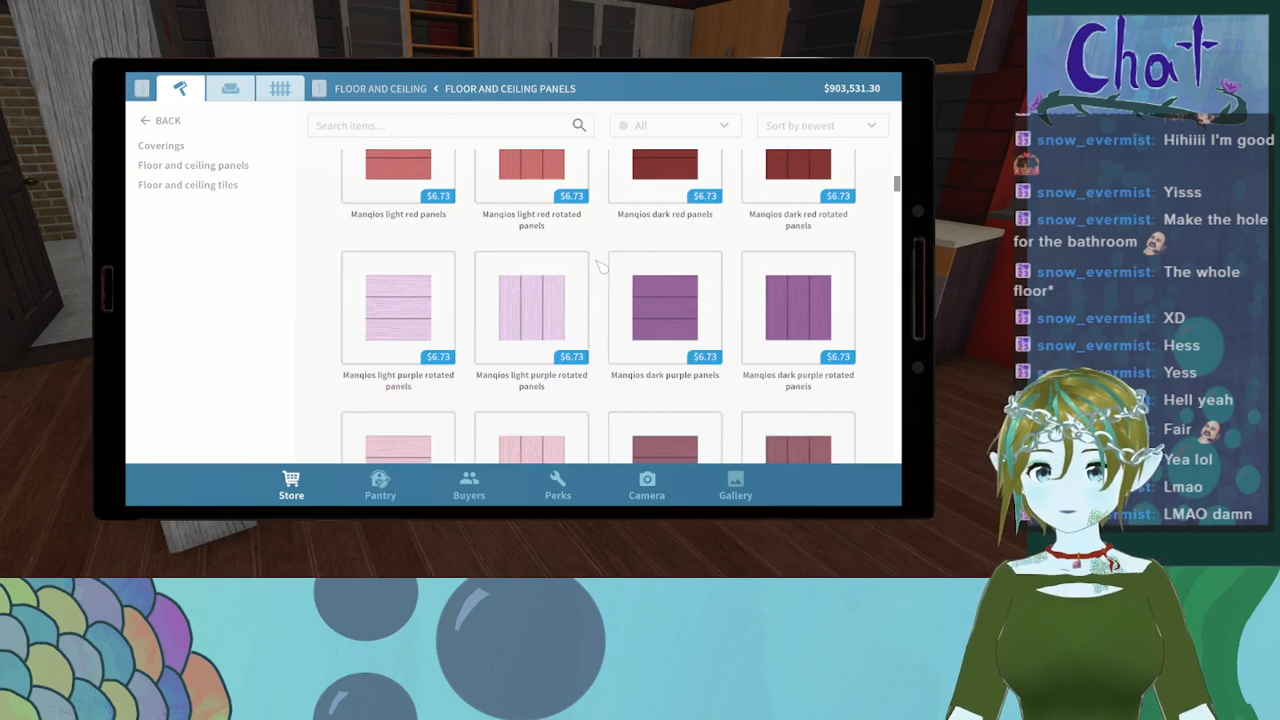 FLOOR AND CEILING < FLOOR AND CEILING PANELS
$903,531.30
BACK
Coverings
Floor and ceiling panels
Floor and ceiling tiles
Search items...
All
Sort by newest
$6.73
$6.73
$6.73
$6.73
Manqios light red panels
Manqios light red rotated
panels
Manqios dark red panels
Manqios dark red rotated
panels
$6.73
$6.73
$6.73
$6.73
Manqios light purple rotated
panels
Manqios light purple rotated
panels
Manqios dark purple panels
Manqios dark purple rotated
panels
Store
Pantry
Buyers
Perks
Camera
Gallery
Chat
snow_evermist: Hihiiii I'm good
snow_evermist: Yisss
snow_evermist: Make the hole
for the bathroom
snow_evermist: The whole
floor*
snow_evermist: XD
snow_evermist: Hess
snow_evermist: Yess
Hell yeah
Fair
Yea lol
Lmao
LMAO damn